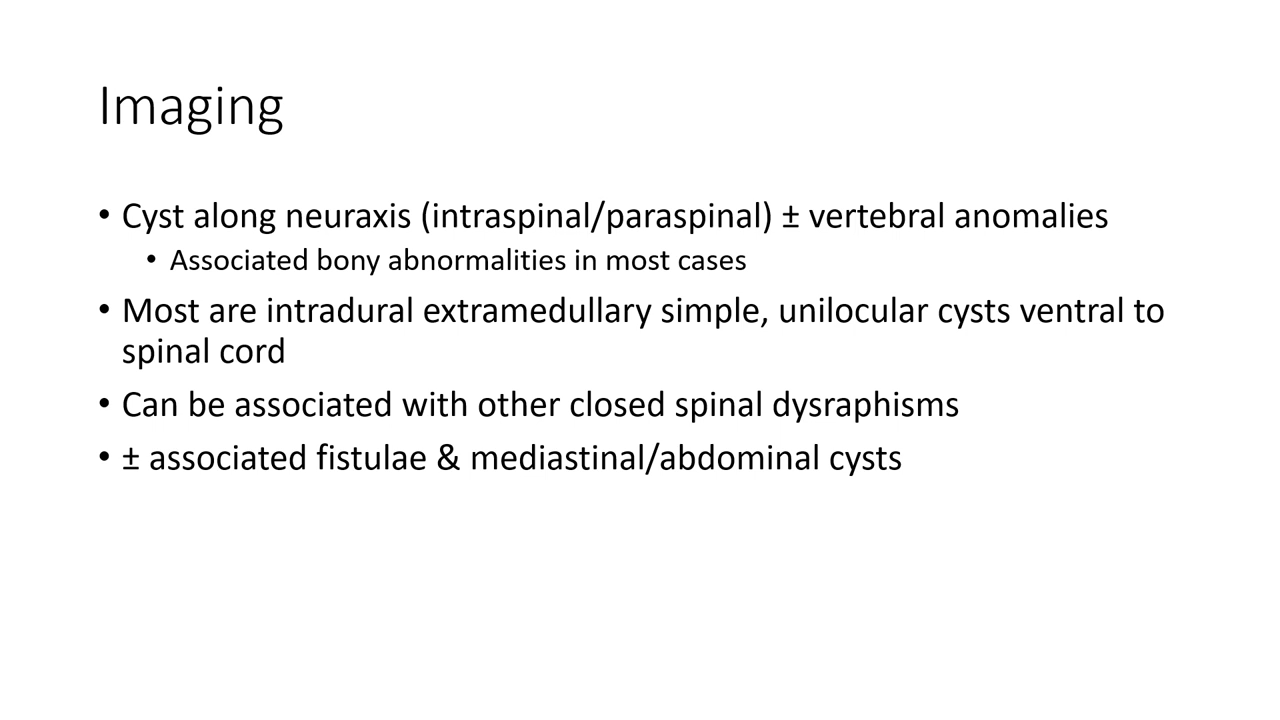 Imaging
• Cyst along neuraxis (intraspinal/paraspinal) ± vertebral anomalies
• Associated bony abnormalities in most cases
• Most are intradural extramedullary simple, unilocular cysts ventral to
spinal cord
• Can be associated with other closed spinal dysraphisms
• ± associated fistulae & mediastinal/abdominal cysts